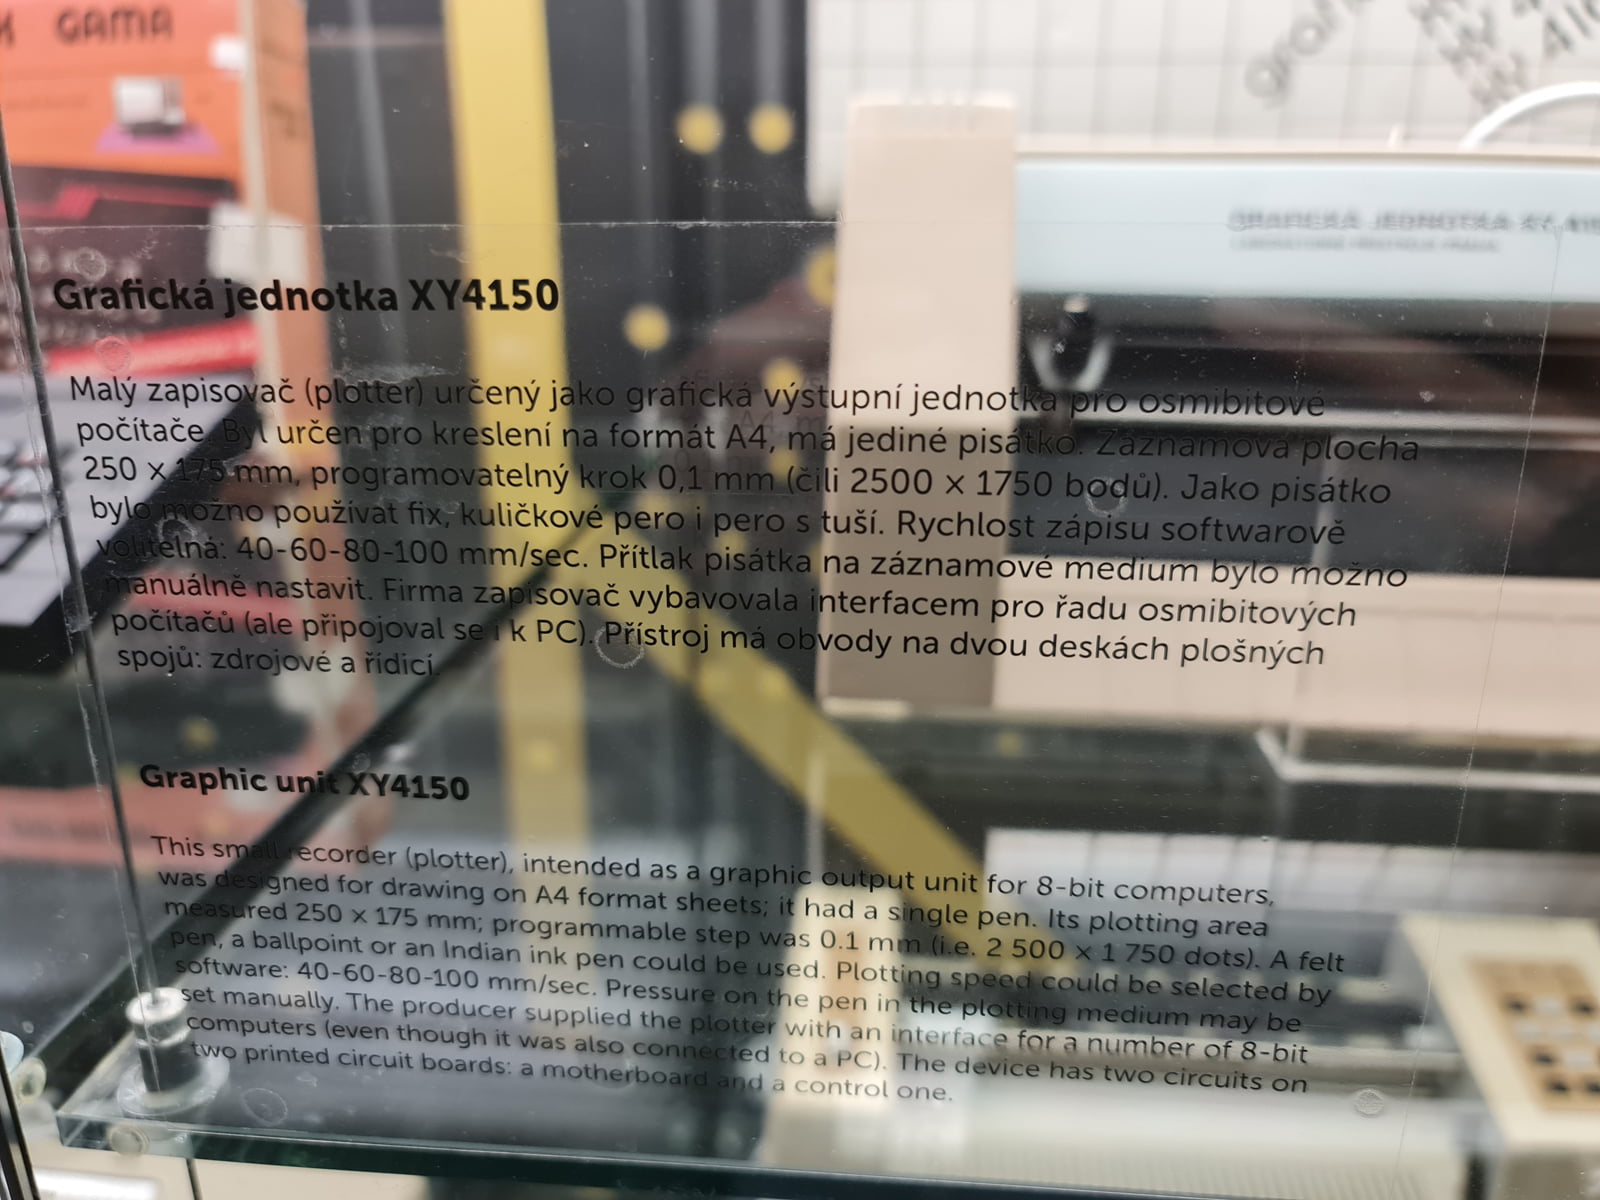 GAMA
GRAFICKÁ JEDNOTKA XY
Grafická jednotka XY4150
Malý zapisovač (plotter) určený jako grafická výstupní jednotka pro osmibitové
počítače. Byl určen pro kreslení na formát A4, má jediné pisátko. Záznamová plocha
250 × 175 mm, programovatelný krok 0,1 mm (čili 2500 × 1750 bodů). Jako pisátko
bylo možno používat fix, kuličkové pero i pero s tuší. Rychlost zápisu softwarově
volitelná: 40-60-80-100 mm/sec. Přítlak pisátka na záznamové medium bylo možno
manuálně nastavit. Firma zapisovač vybavovala interfacem pro řadu osmibitových
počítačů (ale připojoval se i k PC). Přístroj má obvody na dvou deskách plošných
spojů: zdrojové a řídicí.
Graphic unit XY4150
This small recorder (plotter), intended as a graphic output unit for 8-bit computers,
was designed for drawing on A4 format sheets; it had a single pen. Its plotting area
measured 250 × 175 mm; programmable step was 0.1 mm (i.e. 2 500 × 1 750 dots). A felt
pen, a ballpoint or an Indian ink pen could be used. Plotting speed could be selected by
software: 40-60-80-100 mm/sec. Pressure on the pen in the plotting medium may be
set manually. The producer supplied the plotter with an interface for a number of 8-bit
computers (even though it was also connected to a PC). The device has two circuits on
two printed circuit boards: a motherboard and a control one.